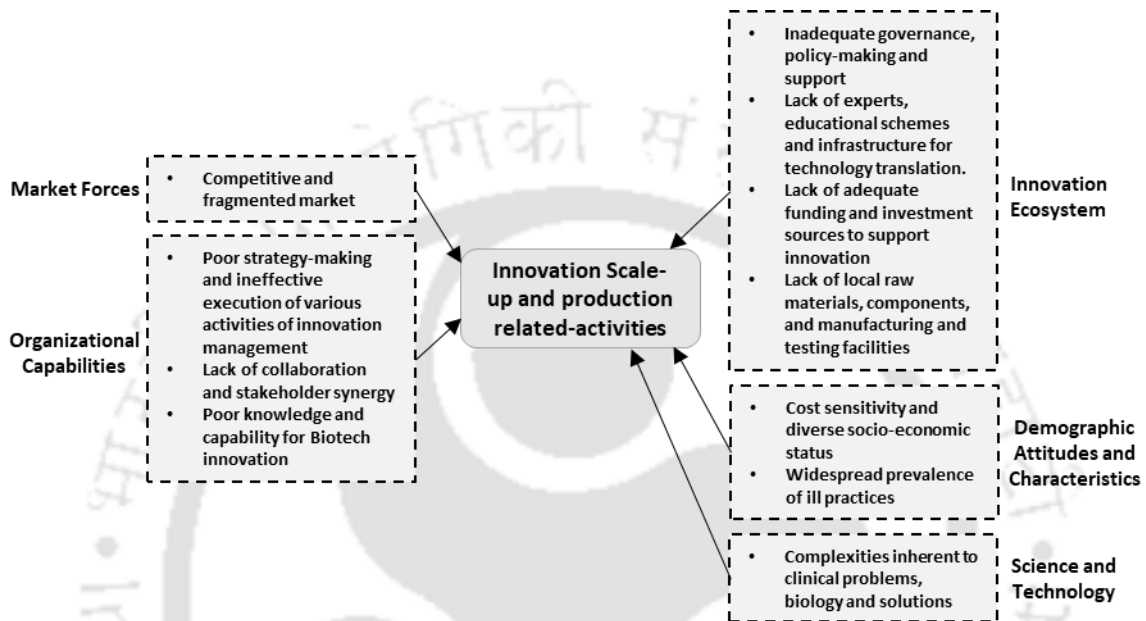 Market Forces
• Competitive and
fragmented market
Organizational
Capabilities
• Poor strategy-making
and ineffective
execution of various
activities of innovation
management
• Lack of collaboration
and stakeholder synergy
• Poor knowledge and
capability for Biotech
innovation
Innovation Scale-
up and production
related-activities
• Inadequate governance,
policy-making and
support
• Lack of experts,
educational schemes
and infrastructure for
technology translation.
• Lack of adequate
funding and investment
sources to support
innovation
• Lack of local raw
materials, components,
and manufacturing and
testing facilities
Innovation
Ecosystem
• Cost sensitivity and
diverse socio-economic
status
• Widespread prevalence
of ill practices
Demographic
Attitudes and
Characteristics
• Complexities inherent to
clinical problems,
biology and solutions
Science and
Technology